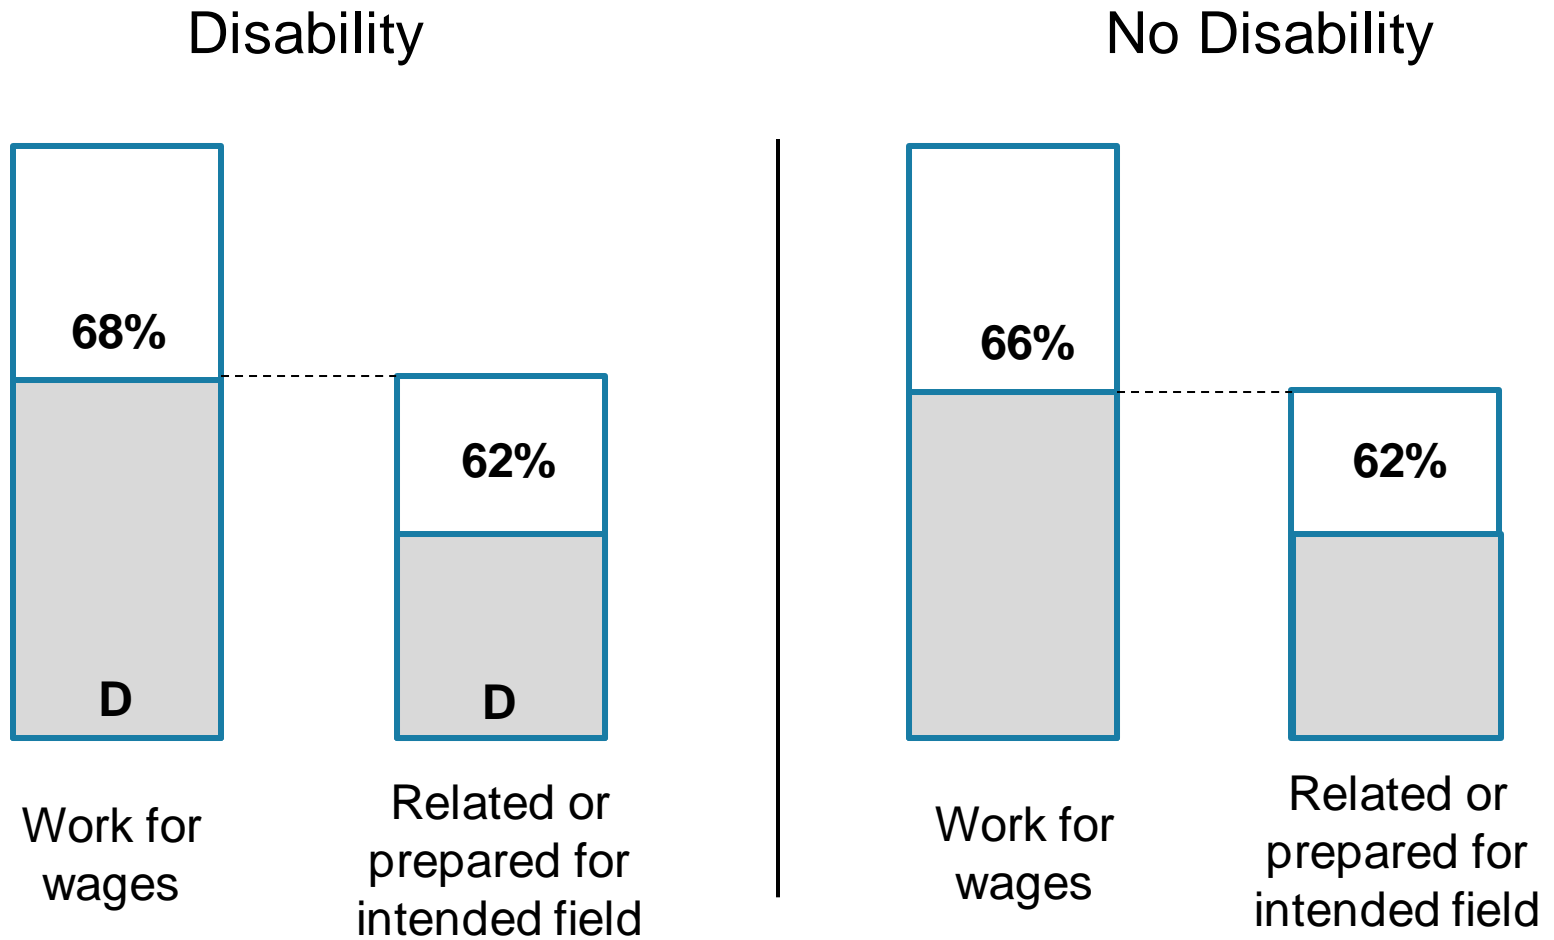 Disability
68%
62%
D
D
Work for
wages
Related or
prepared for
intended field
No Disability
66%
62%
Work for
wages
Related or
prepared for
intended field